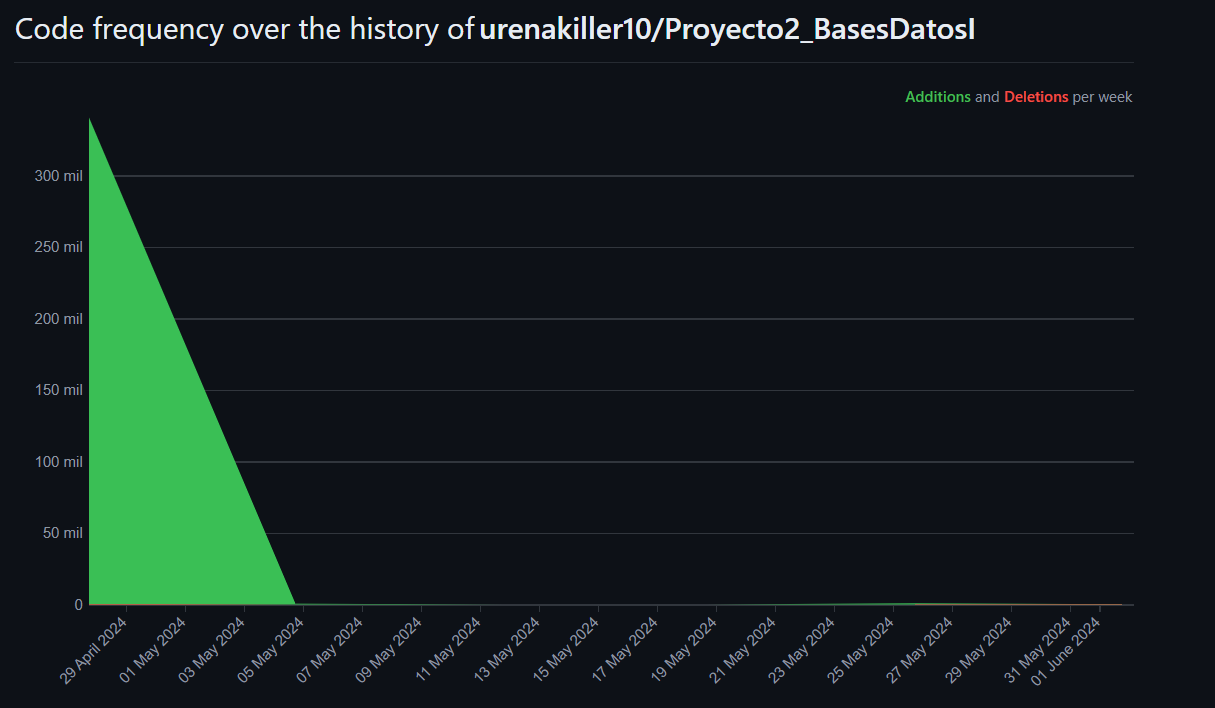 Code frequency over the history of urenakiller10/Proyecto2_BasesDatosI
Additions and Deletions per week
300 mil
250 mil
200 mil
150 mil
100 mil
50 mil
0
29 April 2024
01 May 2024
03 May 2024
05 May 2024
07 May 2024
09 May 2024
11 May 2024
13 May 2024
15 May 2024
17 May 2024
19 May 2024
21 May 2024
23 May 2024
25 May 2024
27 May 2024
29 May 2024
31 May 2024
01 June 2024